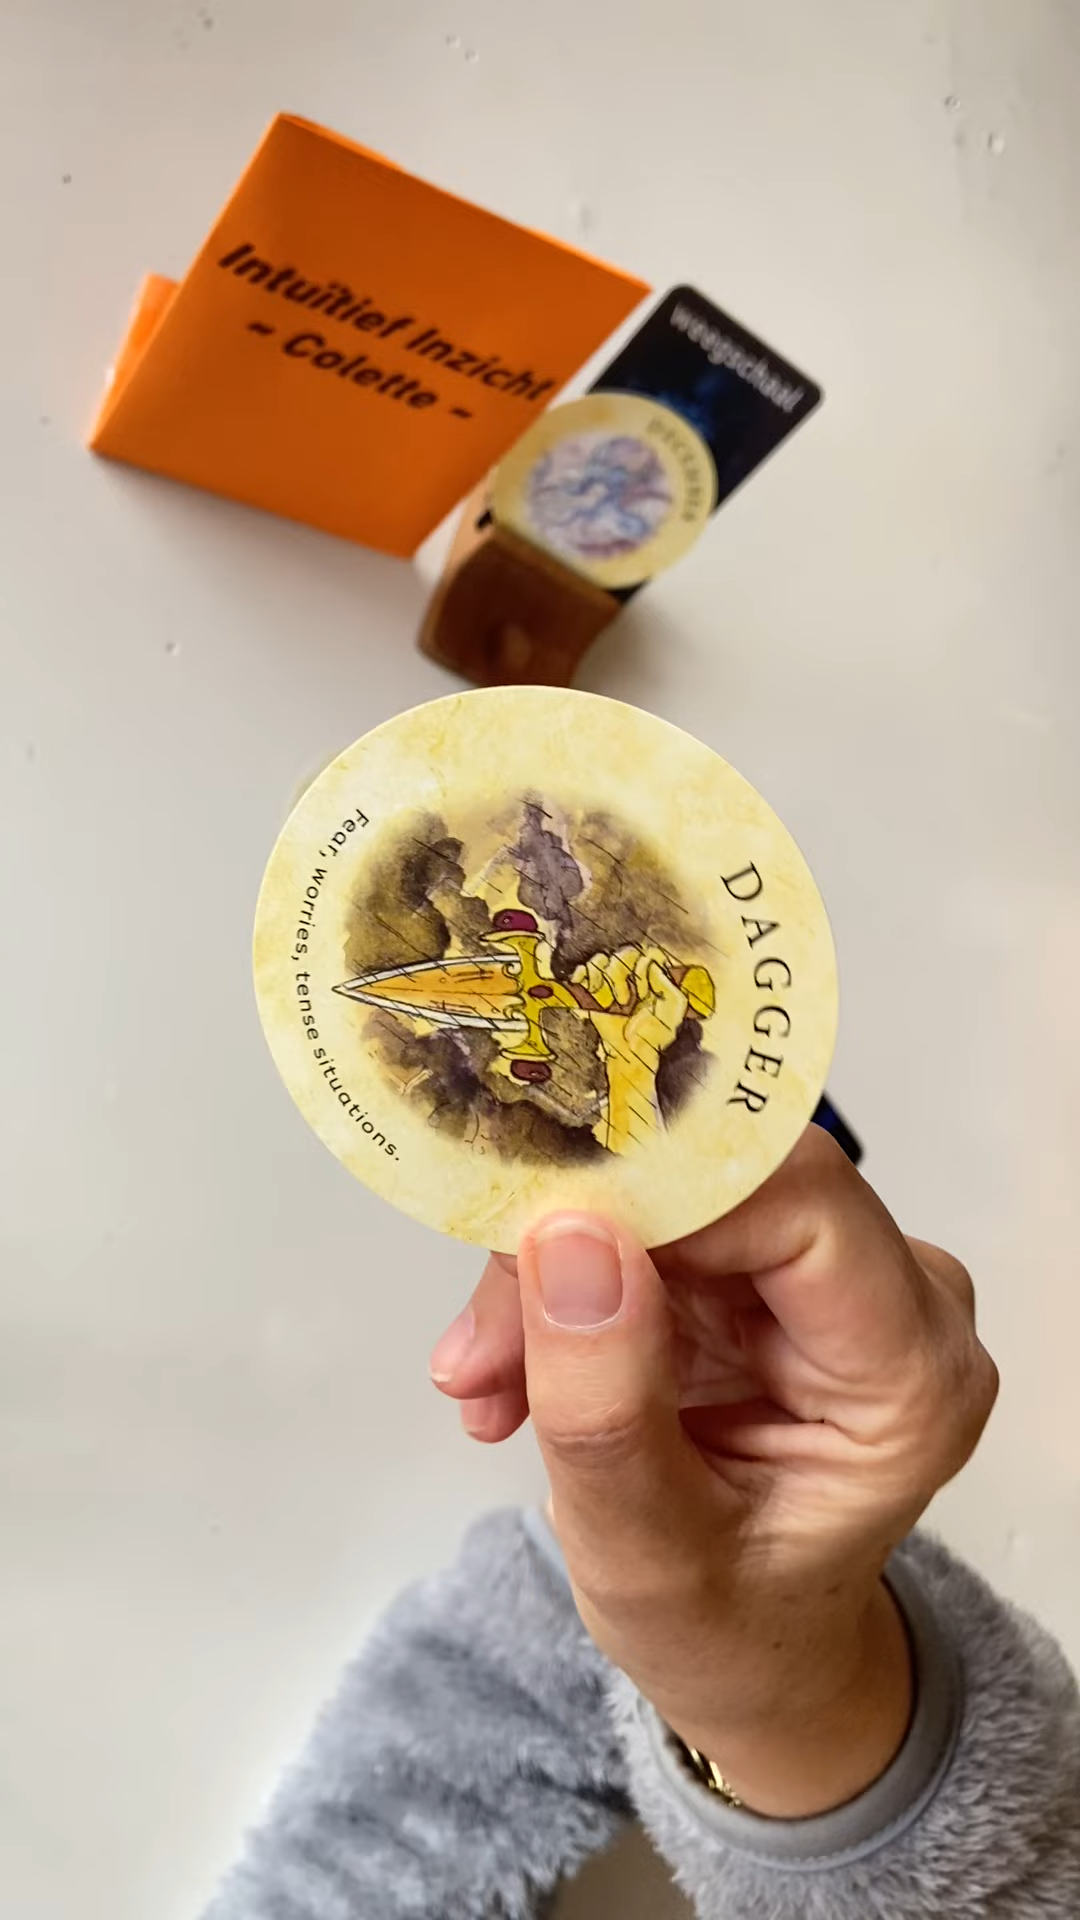 Intuïtief Inzicht
~ Colette ~
weegschaal
DECEMBER
DAGGER
Fear, worries, tense situations.